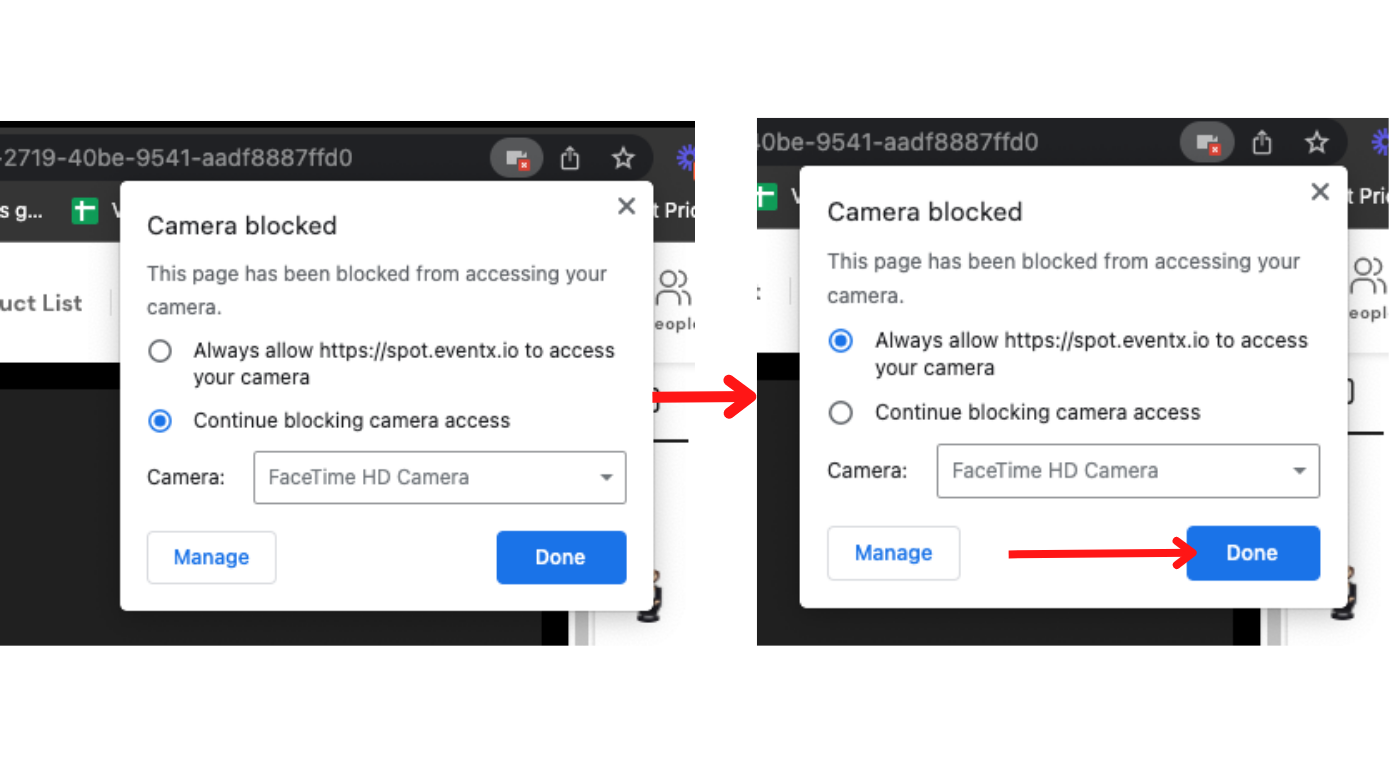 -2719-40be-9541-aadf8887ffd0
s g...
t Pric
Camera blocked
This page has been blocked from accessing your
camera.
uct List
eople
Always allow https://spot.eventx.io to access
your camera
Continue blocking camera access
Camera: FaceTime HD Camera
Manage Done
40be-9541-aadf8887ffd0
t Pric
Camera blocked
This page has been blocked from accessing your
camera.
eopl
Always allow https://spot.eventx.io to access
your camera
Continue blocking camera access
Camera: FaceTime HD Camera
Manage Done